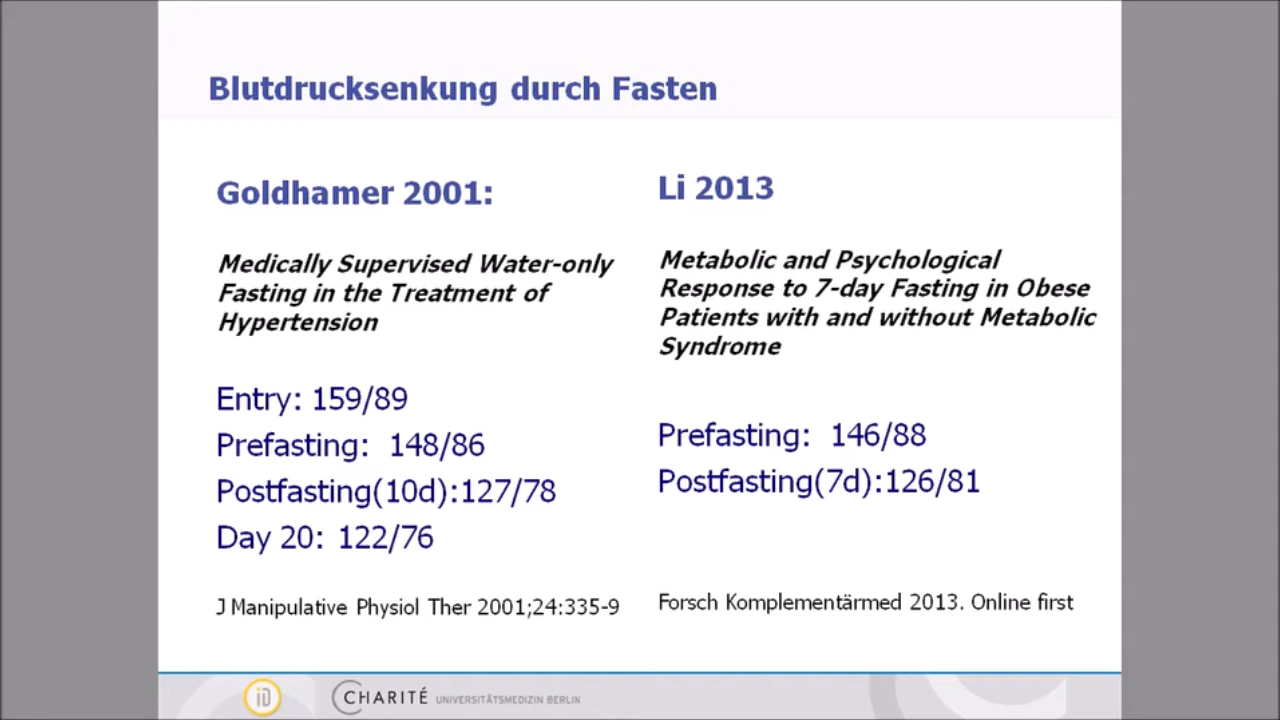 Blutdrucksenkung durch Fasten
Goldhamer 2001:
Medically Supervised Water-only
Fasting in the Treatment of
Hypertension
Entry: 159/89
Prefasting: 148/86
Postfasting(10d):127/78
Day 20: 122/76
J Manipulative Physiol Ther 2001;24:335-9
Li 2013
Metabolic and Psychological
Response to 7-day Fasting in Obese
Patients with and without Metabolic
Syndrome
Prefasting: 146/88
Postfasting(7d):126/81
Forsch Komplementärmed 2013. Online first
iD
CHARITÉ UNIVERSITÄTSMEDIZIN BERLIN